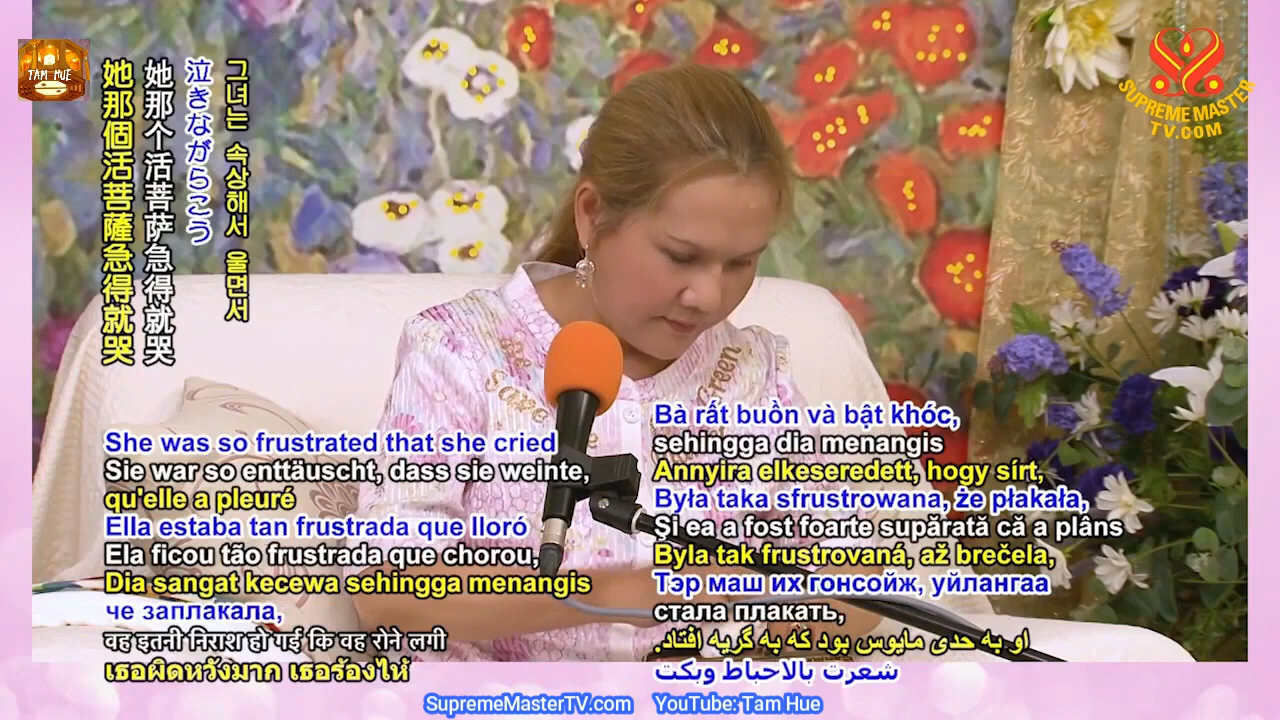 TAM HUE
SUPREME MASTER
TV.COM
그녀는 속상해서 울면서
泣きながらこう
她那个活菩萨急得就哭
她那個活菩薩急得就哭
She was so frustrated that she cried
Sie war so enttäuscht, dass sie weinte,
qu'elle a pleuré
Ella estaba tan frustrada que lloró
Ela ficou tão frustrada que chorou,
Dia sangat kecewa sehingga menangis
че заплакала,
वह इतनी निराश हो गई कि वह रोने लगी
เธอผิดหวังมาก เธอร้องไห้
Bà rất buồn và bật khóc,
sehingga dia menangis
Annyira elkeseredett, hogy sírt,
Była taka sfrustrowana, że płakała,
Și ea a fost foarte supărată că a plâns
Byla tak frustrovaná, až brečela,
Тэр маш их гонсойж, уйлангаа
стала плакать,
او به حدی مایوس بود که به گریه افتاد.
شعرت بالاحباط وبكت
Be
Save
Green
SupremeMasterTV.com YouTube: Tam Hue